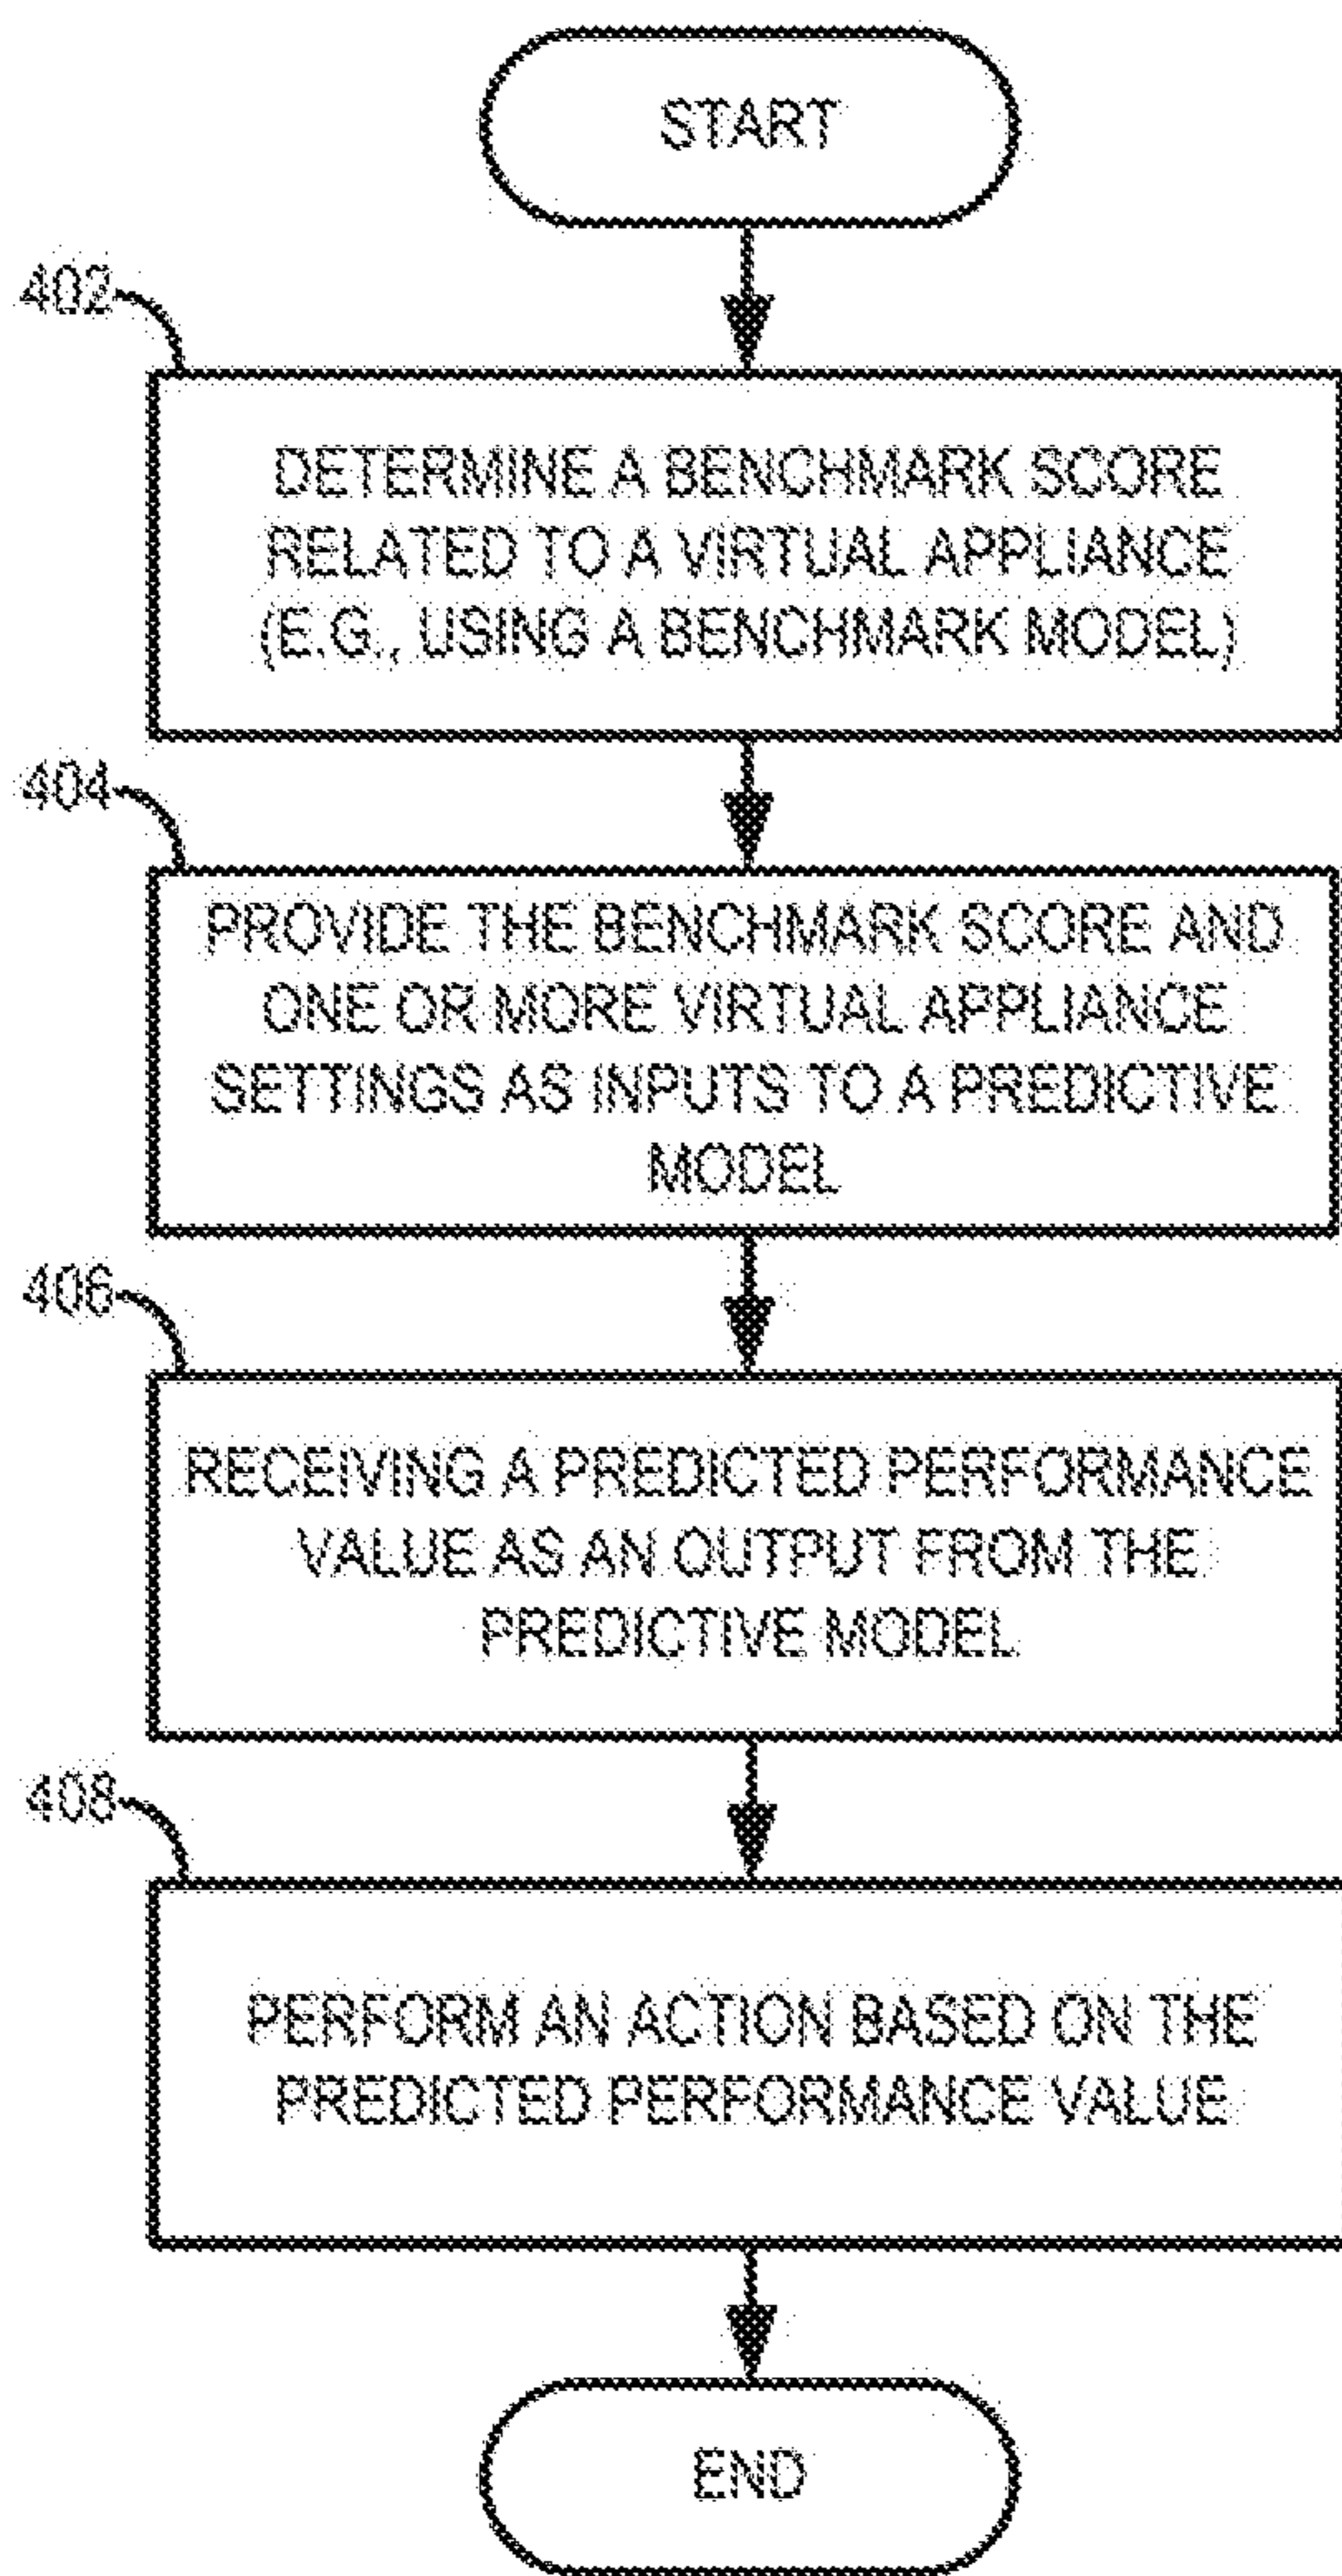 START
402
DETERMINE A BENCHMARK SCORE
RELATED TO A VIRTUAL APPLIANCE
(E.G., USING A BENCHMARK MODEL)
404
PROVIDE THE BENCHMARK SCORE AND
ONE OR MORE VIRTUAL APPLIANCE
SETTINGS AS INPUTS TO A PREDICTIVE
MODEL
406
RECEIVING A PREDICTED PERFORMANCE
VALUE AS AN OUTPUT FROM THE
PREDICTIVE MODEL
408
PERFORM AN ACTION BASED ON THE
PREDICTED PERFORMANCE VALUE
END